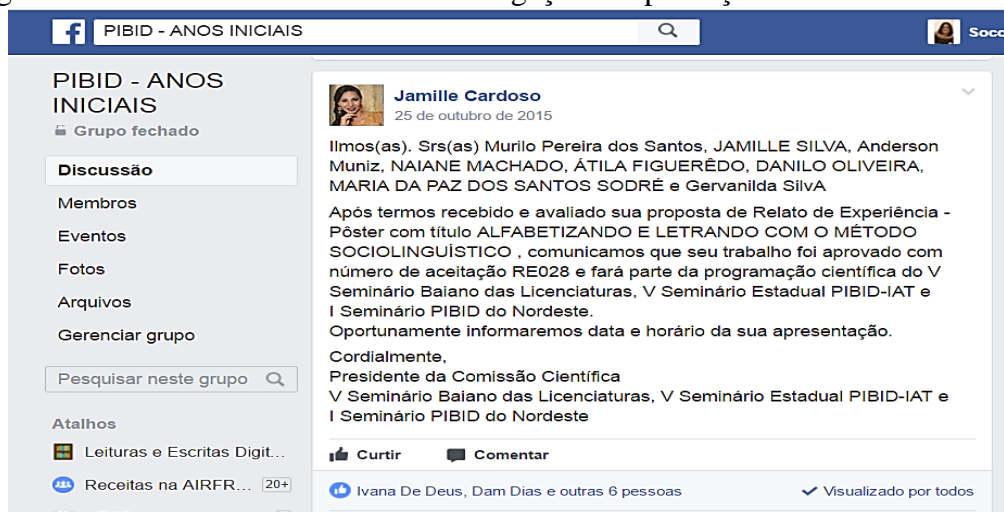 PIBID - ANOS INICIAIS
PIBID - ANOS
INICIAIS
Grupo fechado
Discussão
Membros
Eventos
Fotos
Arquivos
Gerenciar grupo
Pesquisar neste grupo
Atalhos
Leituras e Escritas Digit...
Receitas na AIRFR... 20+
Jamille Cardoso
25 de outubro de 2015
Ilmos(as). Srs(as) Murilo Pereira dos Santos, JAMILLE SILVA, Anderson
Muniz, NAIANE MACHADO, ÁTILA FIGUERÊDO, DANILO OLIVEIRA,
MARIA DA PAZ DOS SANTOS SODRÉ e Gervanilda SilvA
Após termos recebido e avaliado sua proposta de Relato de Experiência -
Pôster com título ALFABETIZANDO E LETRANDO COM O MÉTODO
SOCIOLINGUÍSTICO , comunicamos que seu trabalho foi aprovado com
número de aceitação RE028 e fará parte da programação científica do V
Seminário Baiano das Licenciaturas, V Seminário Estadual PIBID-IAT e
I Seminário PIBID do Nordeste.
Oportunamente informaremos data e horário da sua apresentação.
Cordialmente,
Presidente da Comissão Científica
V Seminário Baiano das Licenciaturas, V Seminário Estadual PIBID-IAT e
I Seminário PIBID do Nordeste
Curtir Comentar
Ivana De Deus, Dam Dias e outras 6 pessoas Visualizado por todos